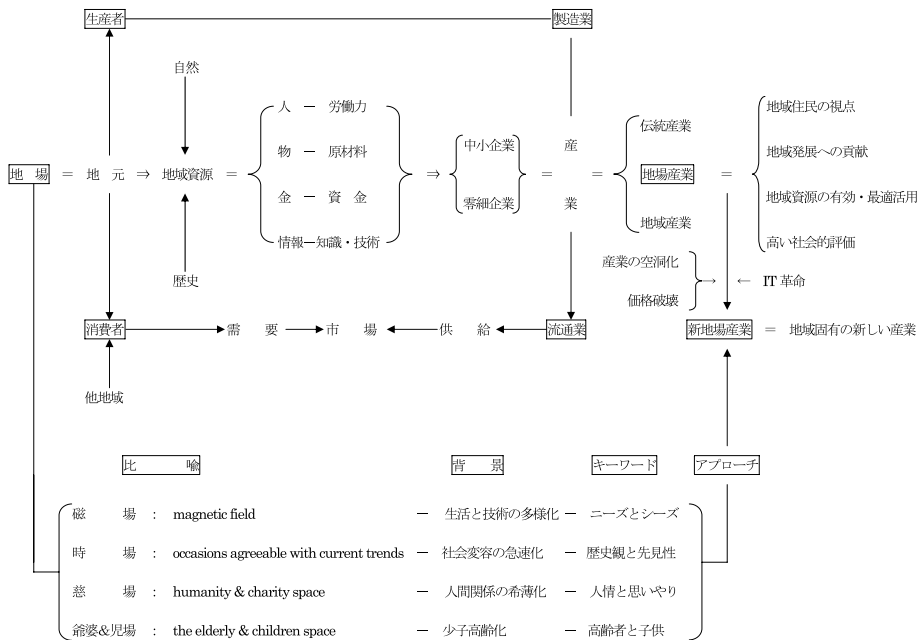 生産者 製造業
自然
人 ― 労働力
地域住民の視点
伝統産業
中小企業 産
物 ― 原材料
地域発展への貢献
地 場 = 地 元 ⇒ 地域資源 = ⇒ = = 地場産業 =
金 ― 資 金
零細企業 業
地域資源の有効・最適活用
地域産業
情報―知識・技術
高い社会的評価
産業の空洞化
歴史
→ ← IT 革命
価格破壊
消費者 需 要 市 場 供 給 流通業 新地場産業 = 地域固有の新しい産業
他地域
比 喩 背 景 キーワード アプローチ
磁 場 : magnetic field ― 生活と技術の多様化 ― ニーズとシーズ
時 場 : occasions agreeable with current trends ― 社会変容の急速化 ― 歴史観と先見性
慈 場 : humanity & charity space ― 人間関係の希薄化 ― 人情と思いやり
爺婆&児場 : the elderly & children space ― 少子高齢化 ― 高齢者と子供